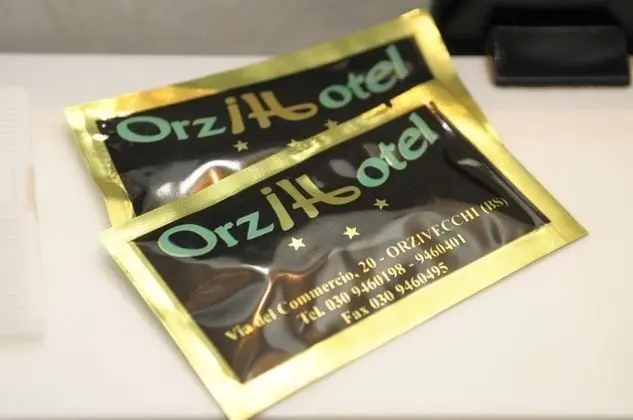 OrziHotel
OrziHotel
Via del Commercio, 20 - ORZIVECCHI (BS)
Tel. 030 9460198 - 9460401
Fax 030 9460495